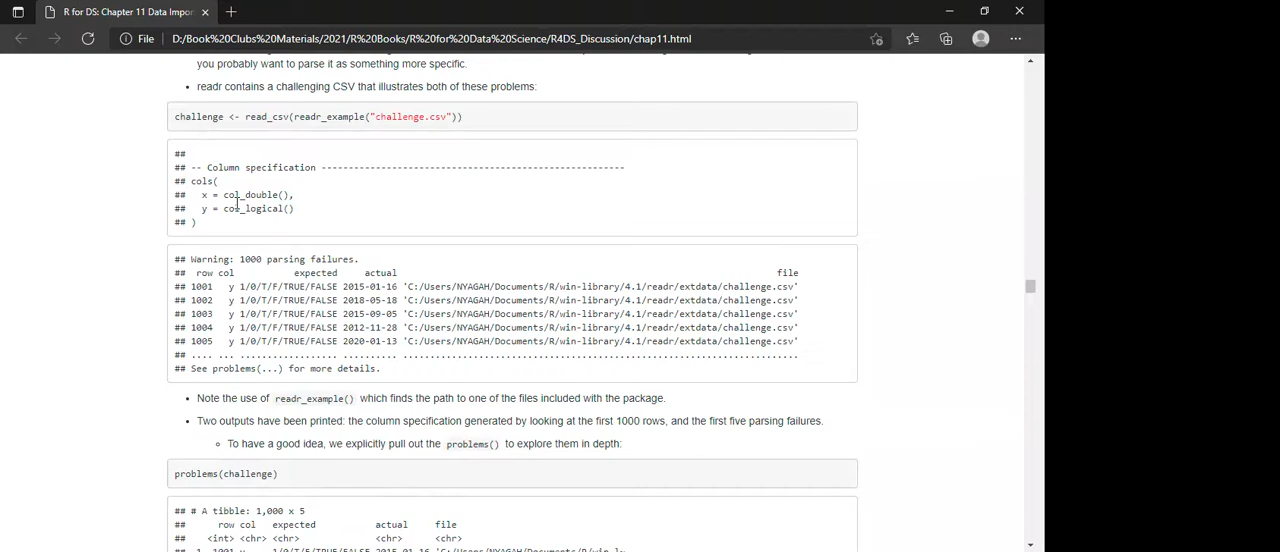 R for DS: Chapter 11 Data Impor
File D:/Book%20Clubs%20Materials/2021/R%20Books/R%20for%20Data%20Science/R4DS_Discussion/chap11.html
you probably want to parse it as something more specific.
• readr contains a challenging CSV that illustrates both of these problems:
challenge <- read_csv(readr_example("challenge.csv"))
##
## -- Column specification --------------------------------------------------------
## cols(
##   x = col_double(),
##   y = col_logical()
## )
## Warning: 1000 parsing failures.
##  row col           expected     actual                                                                 file
## 1001   y 1/0/T/F/TRUE/FALSE 2015-01-16 'C:/Users/NYAGAH/Documents/R/win-library/4.1/readr/extdata/challenge.csv'
## 1002   y 1/0/T/F/TRUE/FALSE 2018-05-18 'C:/Users/NYAGAH/Documents/R/win-library/4.1/readr/extdata/challenge.csv'
## 1003   y 1/0/T/F/TRUE/FALSE 2015-09-05 'C:/Users/NYAGAH/Documents/R/win-library/4.1/readr/extdata/challenge.csv'
## 1004   y 1/0/T/F/TRUE/FALSE 2012-11-28 'C:/Users/NYAGAH/Documents/R/win-library/4.1/readr/extdata/challenge.csv'
## 1005   y 1/0/T/F/TRUE/FALSE 2020-01-13 'C:/Users/NYAGAH/Documents/R/win-library/4.1/readr/extdata/challenge.csv'
## .... ... .................. .......... .........................................................................
## See problems(...) for more details.
• Note the use of readr_example() which finds the path to one of the files included with the package.
• Two outputs have been printed: the column specification generated by looking at the first 1000 rows, and the first five parsing failures.
◦ To have a good idea, we explicitly pull out the problems() to explore them in depth:
problems(challenge)
## # A tibble: 1,000 x 5
##      row col   expected           actual     file
##    <int> <chr> <chr>              <chr>      <chr>